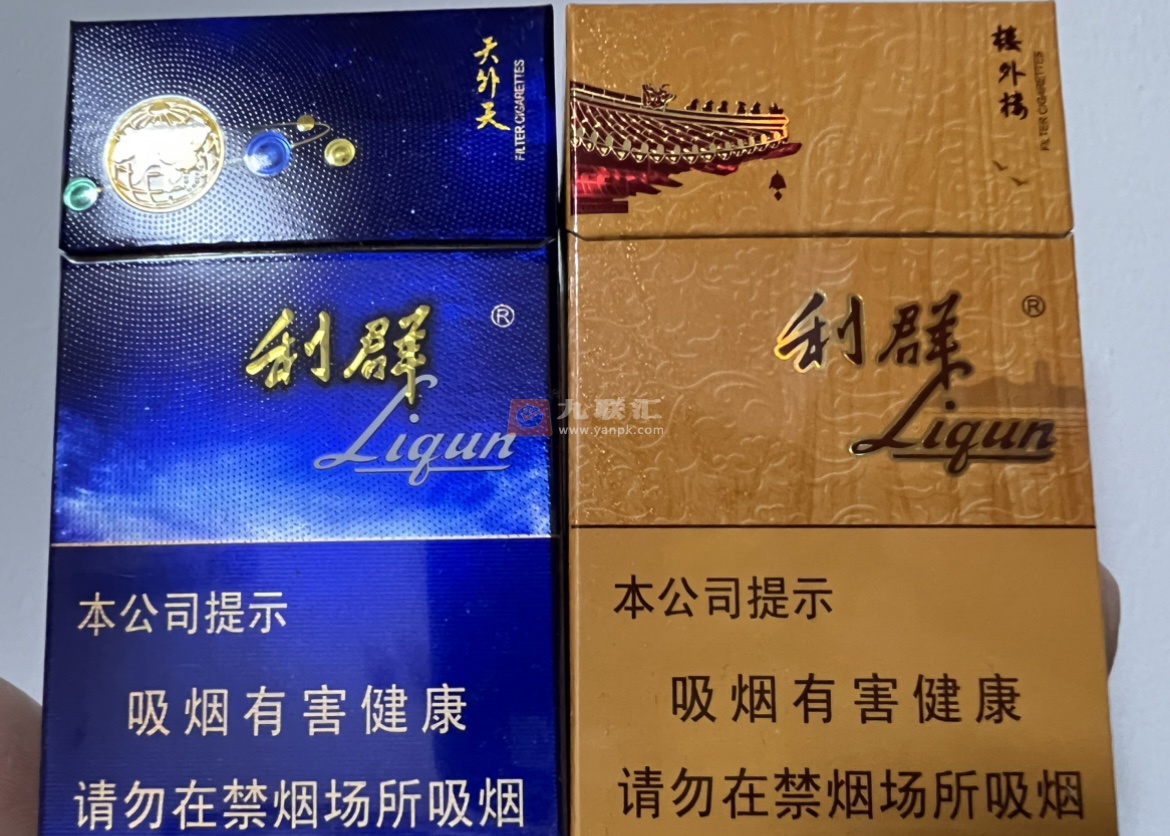 天外天
FILTER CIGARETTES
利群
®
Liqun
本公司提示
吸烟有害健康
请勿在禁烟场所吸烟
楼外楼
FILTER CIGARETTES
利群
®
Liqun
本公司提示
吸烟有害健康
请勿在禁烟场所吸烟
九联汇
www.yanpk.com